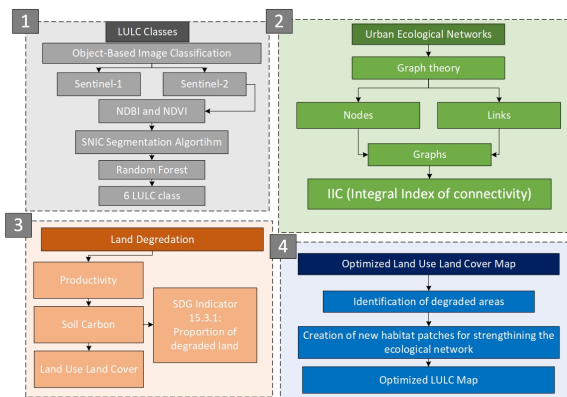 1
LULC Classes
Object-Based Image Classification
Sentinel-1
Sentinel-2
NDBI and NDVI
SNIC Segmentation Algortihm
Random Forest
6 LULC class
2
Urban Ecological Networks
Graph theory
Nodes
Links
Graphs
IIC (Integral Index of connectivity)
3
Land Degredation
Productivity
Soil Carbon
Land Use Land Cover
SDG Indicator
15.3.1:
Proportion of
degraded land
4
Optimized Land Use Land Cover Map
Identification of degraded areas
Creation of new habitat patches for strengthining the
ecological network
Optimized LULC Map